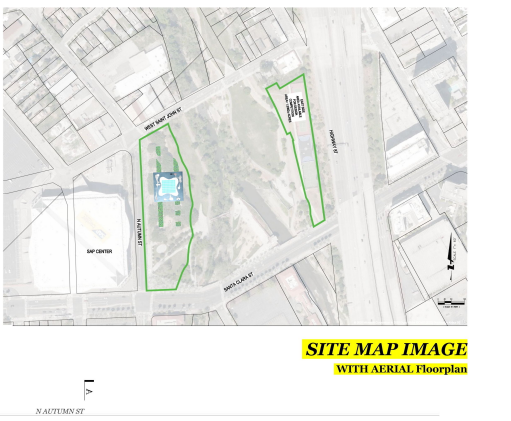 WEST SAINT JOHN ST
HIGHWAY 87
N AUTUMN ST
SAP CENTER
SANTA CLARA ST
N
SITE MAP IMAGE
WITH AERIAL Floorplan
A
N AUTUMN ST